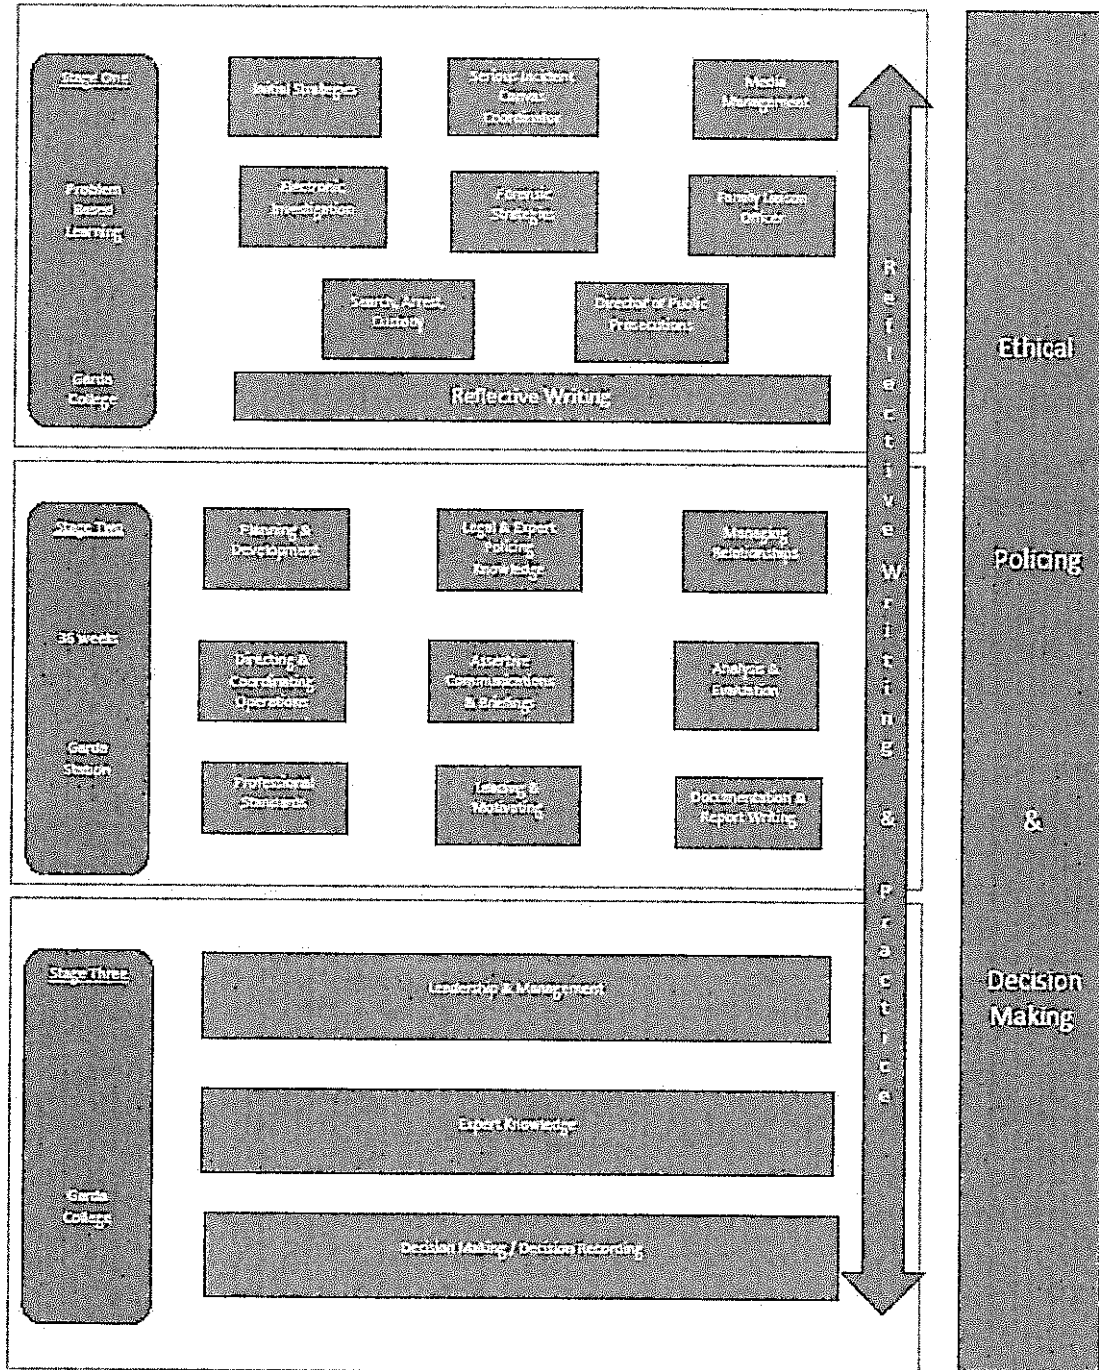 Stage One
Problem
Based
Learning
Garda
College
Initial Strategies
Serious Incident
Canvas
Coordinator
Media
Management
Electronic
Investigation
Forensic
Strategies
Family Liaison
Officer
Search, Arrest,
Custody
Director of Public
Prosecutions
Reflective Writing
Stage Two
36 weeks
Garda
Station
Planning &
Development
Legal & Expert
Policing
Knowledge
Managing
Relationships
Directing &
Coordinating
Operations
Assertive
Communications
& Briefings
Analysis &
Evaluation
Professional
Standards
Leading &
Motivating
Documentation &
Report Writing
Stage Three
Garda
College
Leadership & Management
Expert Knowledge
Decision Making / Decision Recording
Reflective Writing & Practice
Ethical
Policing
&
Decision
Making